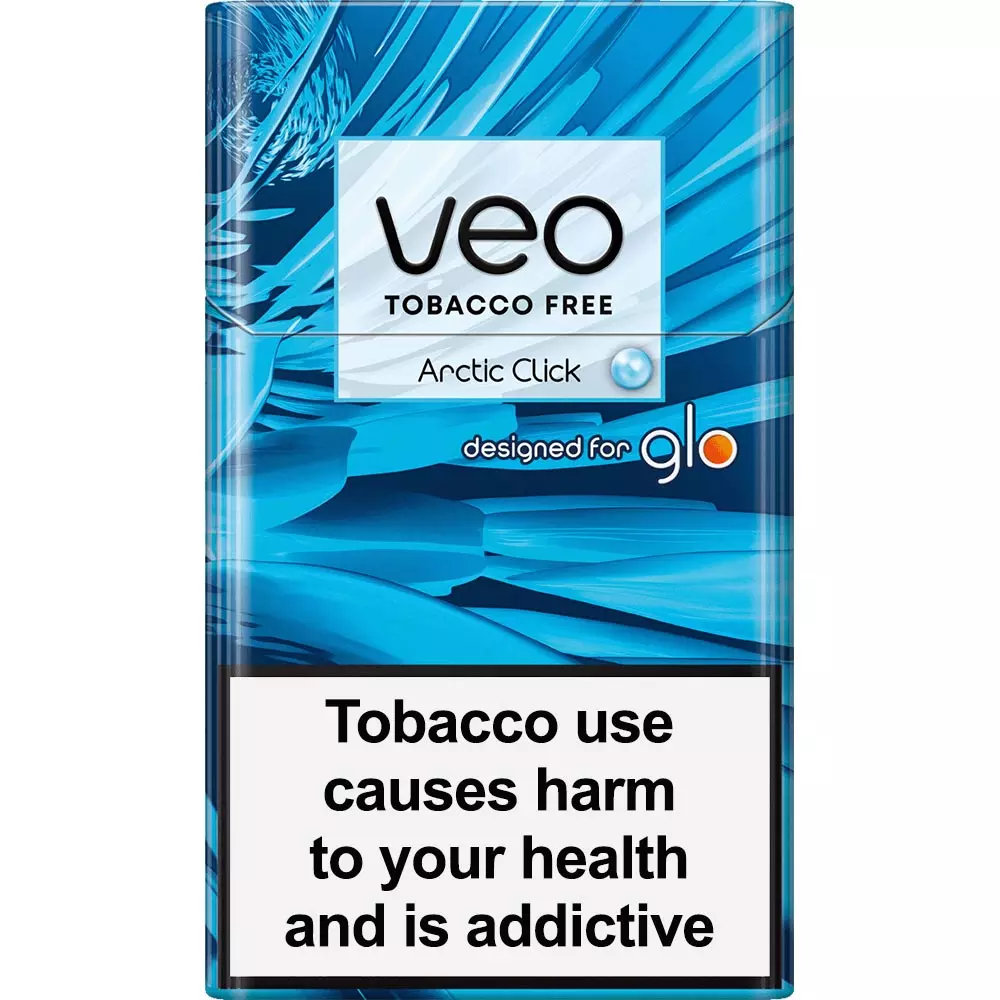 veo
TOBACCO FREE
Arctic Click
designed for glo
Tobacco use
causes harm
to your health
and is addictive